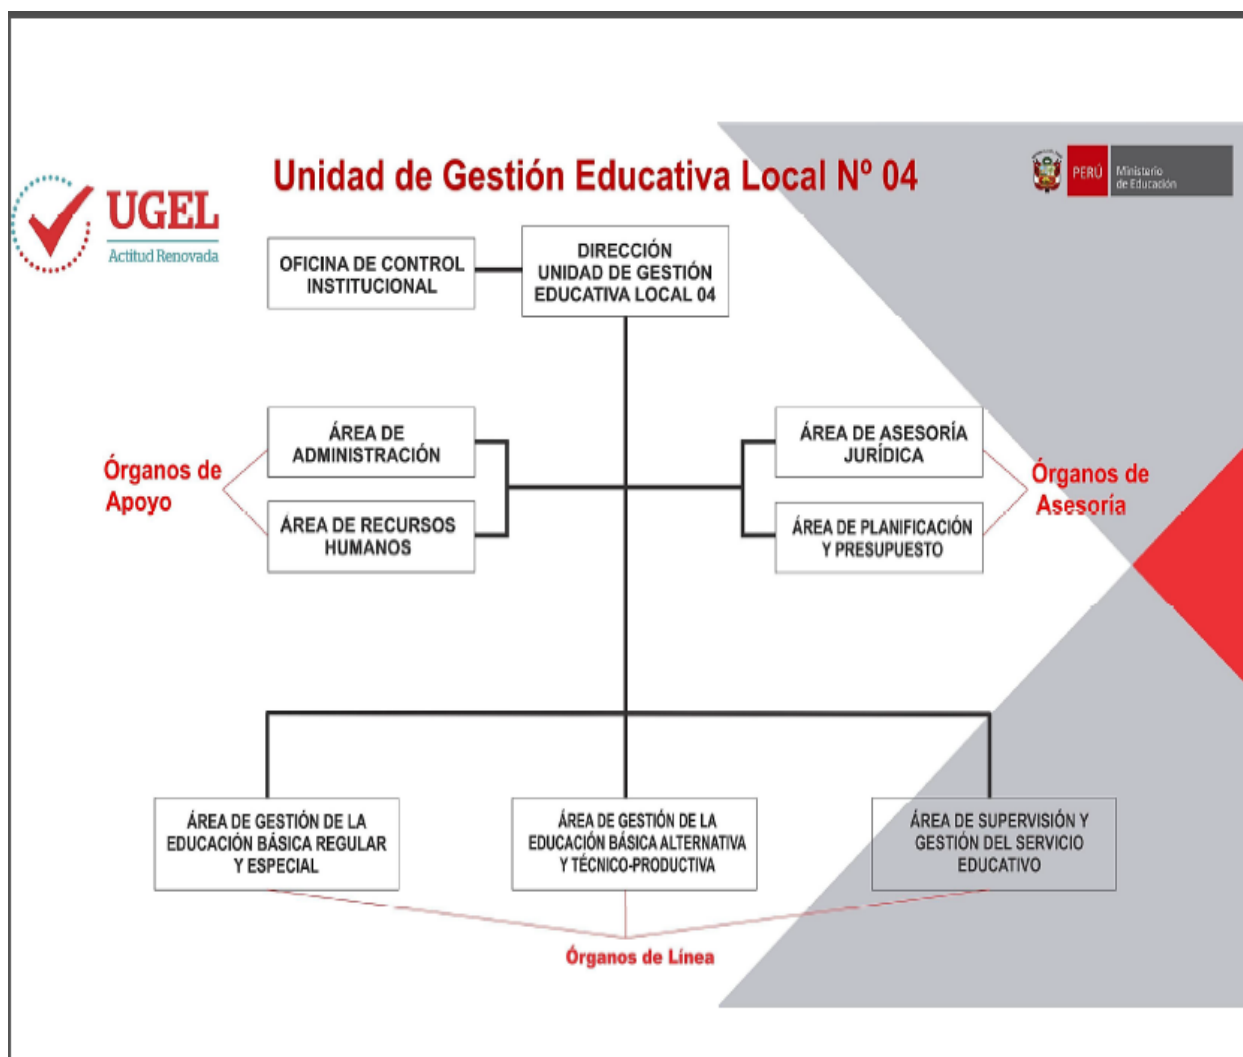 Unidad de Gestión Educativa Local Nº 04
UGEL
Actitud Renovada
PERÚ
Ministerio
de Educación
OFICINA DE CONTROL
INSTITUCIONAL
DIRECCIÓN
UNIDAD DE GESTIÓN
EDUCATIVA LOCAL 04
Órganos de
Apoyo
ÁREA DE
ADMINISTRACIÓN
ÁREA DE RECURSOS
HUMANOS
ÁREA DE ASESORÍA
JURÍDICA
ÁREA DE PLANIFICACIÓN
Y PRESUPUESTO
Órganos de
Asesoría
ÁREA DE GESTIÓN DE LA
EDUCACIÓN BÁSICA REGULAR
Y ESPECIAL
ÁREA DE GESTIÓN DE LA
EDUCACIÓN BÁSICA ALTERNATIVA
Y TÉCNICO-PRODUCTIVA
ÁREA DE SUPERVISIÓN Y
GESTIÓN DEL SERVICIO
EDUCATIVO
Órganos de Línea